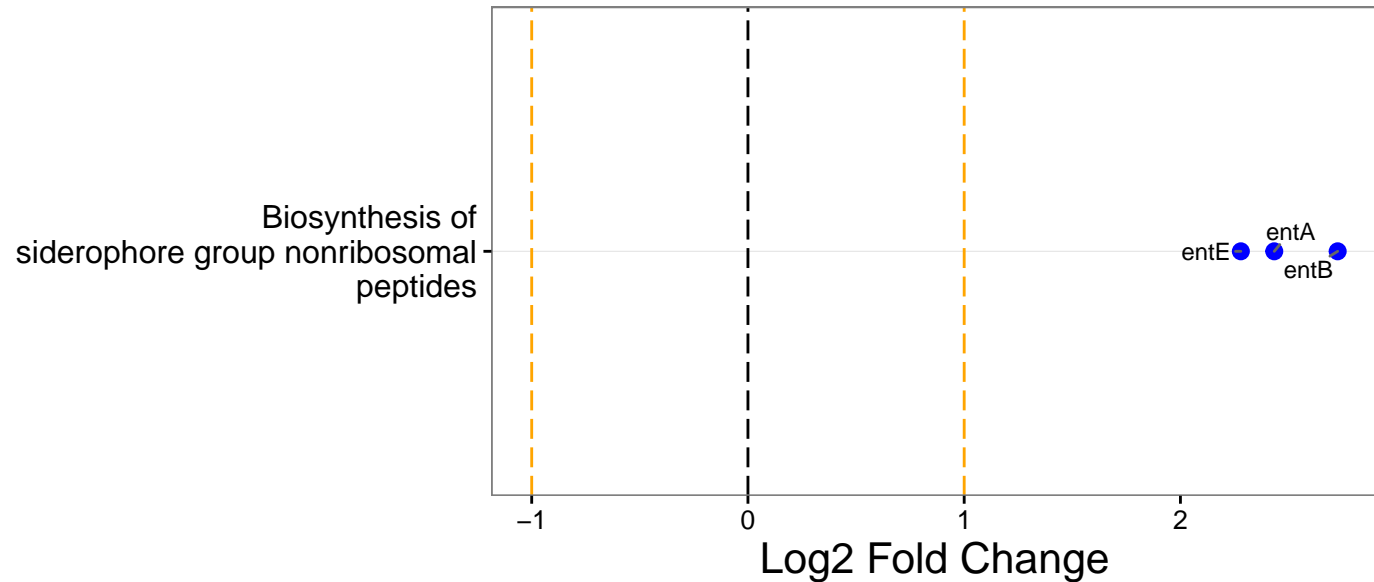 Biosynthesis of
siderophore group nonribosomal
peptides
entA
entE
entB
−1
0
1
2
Log2 Fold Change